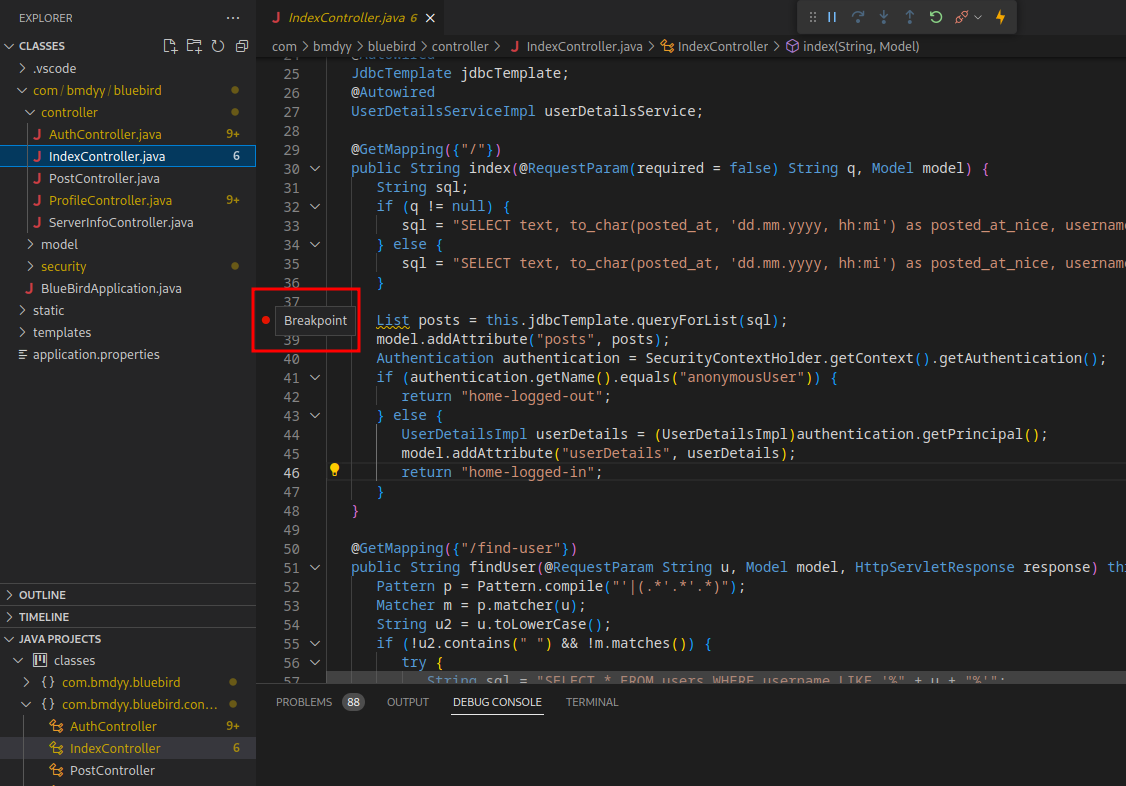 EXPLORER
CLASSES
.vscode
com / bmdyy / bluebird
controller
AuthController.java 9+
IndexController.java 6
PostController.java
ProfileController.java 9+
ServerInfoController.java
model
security
BlueBirdApplication.java
static
templates
application.properties
OUTLINE
TIMELINE
JAVA PROJECTS
classes
{} com.bmdyy.bluebird
{} com.bmdyy.bluebird.con...
AuthController 9+
IndexController 6
PostController
IndexController.java 6
com > bmdyy > bluebird > controller > IndexController.java > IndexController > index(String, Model)
24 @Autowired
25 JdbcTemplate jdbcTemplate;
26 @Autowired
27 UserDetailsServiceImpl userDetailsService;
28
29 @GetMapping({"/"})
30 public String index(@RequestParam(required = false) String q, Model model) {
31 String sql;
32 if (q != null) {
33 sql = "SELECT text, to_char(posted_at, 'dd.mm.yyyy, hh:mi') as posted_at_nice, username,
34 } else {
35 sql = "SELECT text, to_char(posted_at, 'dd.mm.yyyy, hh:mi') as posted_at_nice, username
36 }
37
Breakpoint
List posts = this.jdbcTemplate.queryForList(sql);
39 model.addAttribute("posts", posts);
40 Authentication authentication = SecurityContextHolder.getContext().getAuthentication();
41 if (authentication.getName().equals("anonymousUser")) {
42 return "home-logged-out";
43 } else {
44 UserDetailsImpl userDetails = (UserDetailsImpl)authentication.getPrincipal();
45 model.addAttribute("userDetails", userDetails);
46 return "home-logged-in";
47 }
48 }
49
50 @GetMapping({"/find-user"})
51 public String findUser(@RequestParam String u, Model model, HttpServletResponse response) th
52 Pattern p = Pattern.compile("'|(.*'.*'.*)");
53 Matcher m = p.matcher(u);
54 String u2 = u.toLowerCase();
55 if (!u2.contains(" ") && !m.matches()) {
56 try {
57 String sql = "SELECT * FROM users WHERE username LIKE '%" + u + "%'";
PROBLEMS 88 OUTPUT DEBUG CONSOLE TERMINAL